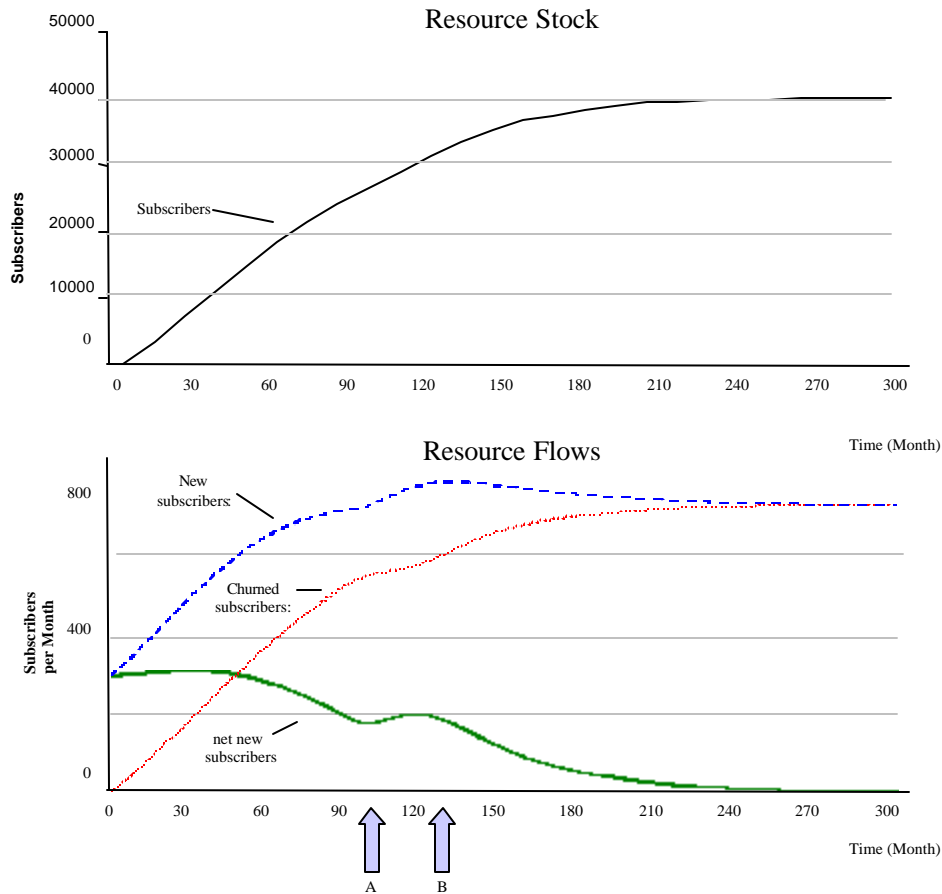 Resource Stock
50000
40000
30000
20000
10000
0
Subscribers
Subscribers
0 30 60 90 120 150 180 210 240 270 300
Time (Month)
Resource Flows
800
400
0
Subscribers
per Month
New
subscribers:
Churned
subscribers:
net new
subscribers
0 30 60 90 120 150 180 210 240 270 300
Time (Month)
A B